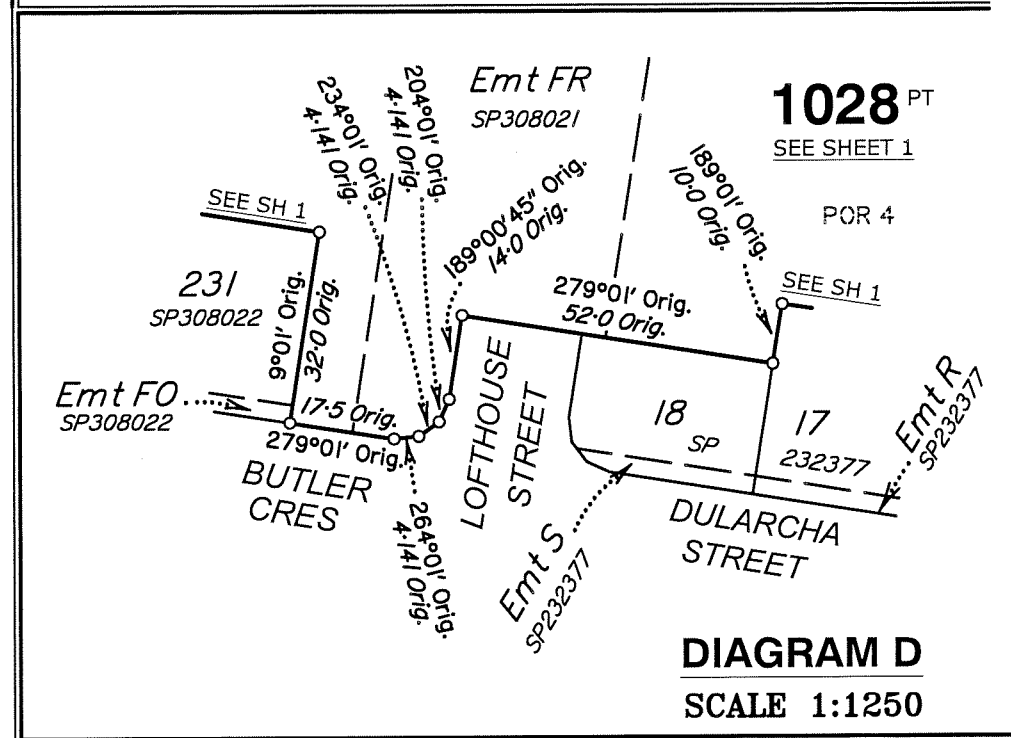 Emt FR
SP308021
1028 PT
SEE SHEET 1
POR 4
234°01' Orig.
4·141 Orig.
204°01' Orig.
4·141 Orig.
189°00'45" Orig.
14·0 Orig.
189°01' Orig.
10·0 Orig.
SEE SH 1
SEE SH 1
231
SP308022
9°01' Orig.
32·0 Orig.
279°01' Orig.
52·0 Orig.
Emt FO
SP308022
17·5 Orig.
279°01' Orig.
BUTLER
CRES
264°01' Orig.
4·141 Orig.
LOFTHOUSE
STREET
18
SP
17
232377
Emt R
SP232377
Emt S
SP232377
DULARCHA
STREET
DIAGRAM D
SCALE 1:1250